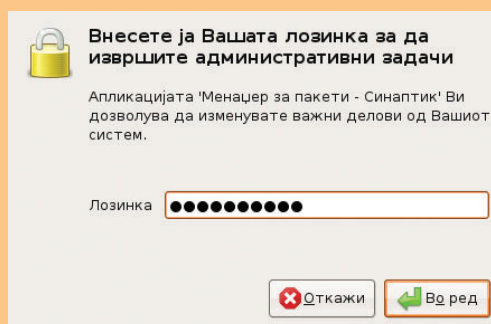 Внесете ја Вашата лозинка за да
извршите административни задачи
Апликацијата 'Менаџер за пакети - Синаптик' Ви
дозволува да изменувате важни делови од Вашиот
систем.
Лозинка ●●●●●●●●●●
Откажи Во ред